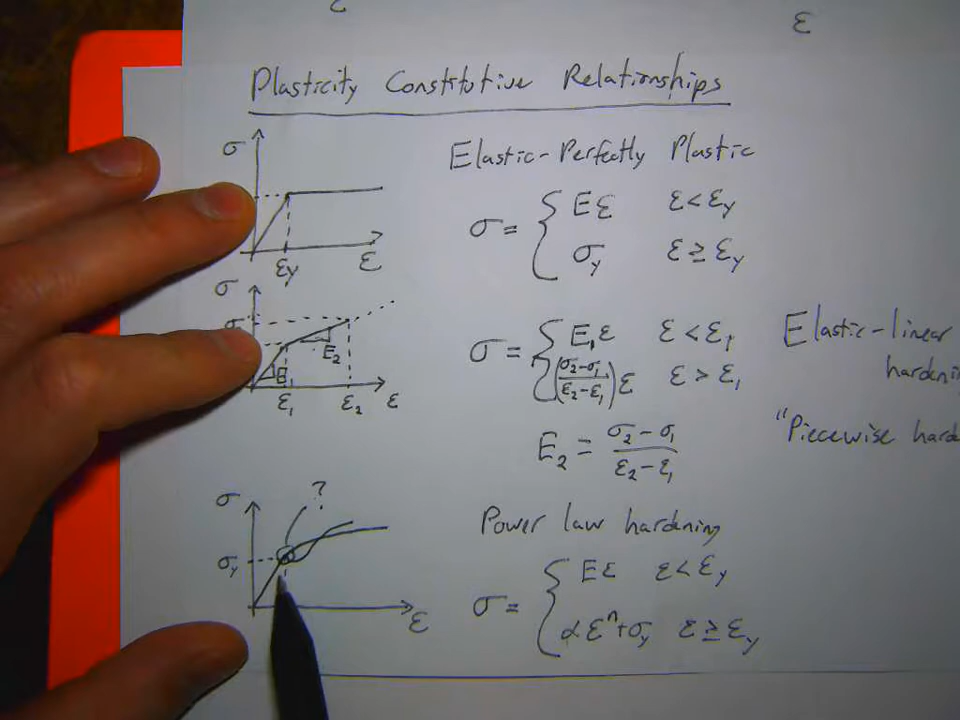 ε
ε
Plasticity Constitutive Relationships
σ
εy
ε
Elastic-Perfectly Plastic
σ = { Eε ε < εy
σy ε ≥ εy
σ
E
E2
ε1 ε2 ε
σ = { E1ε ε < ε1
((σ2-σ1)/(ε2-ε1))ε ε > ε1
E2 = (σ2-σ1)/(ε2-ε1)
Elastic-linear
"Piecewise
σ
?
σy
ε
Power law hardening
σ = { Eε ε < εy
αε^n+σy ε ≥ εy